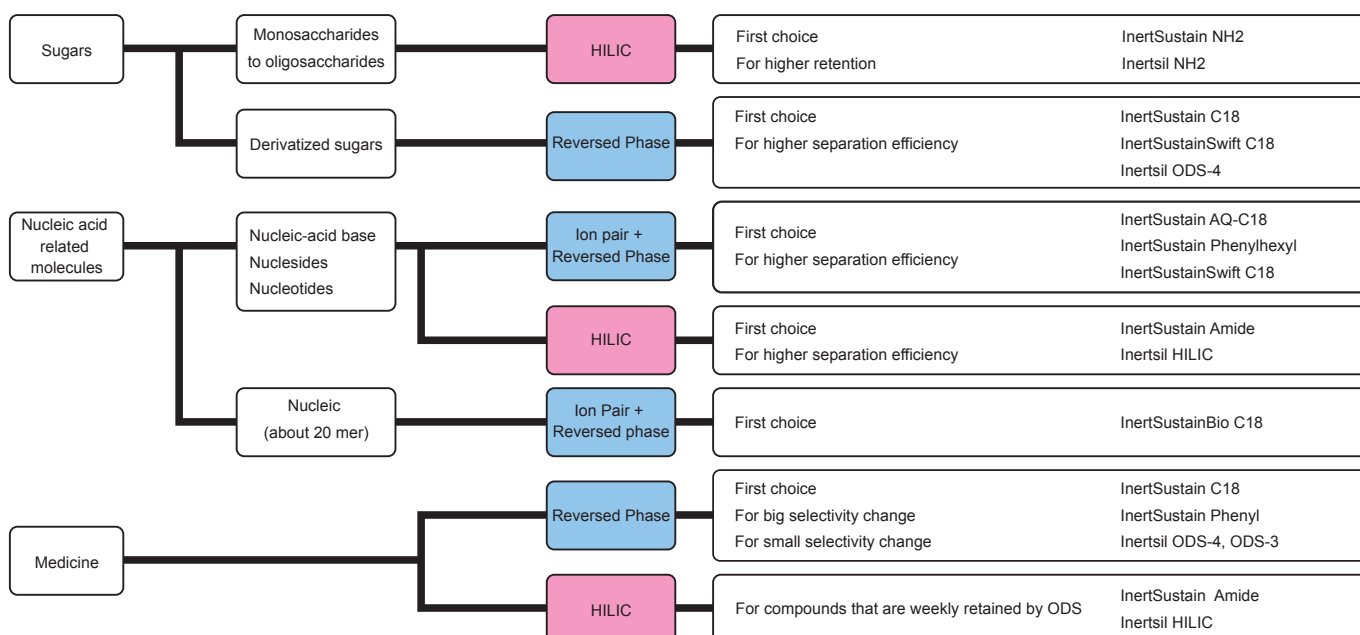 Sugars
Monosaccharides
to oligosaccharides
HILIC
First choice InertSustain NH2
For higher retention Inertsil NH2
Derivatized sugars
Reversed Phase
First choice InertSustain C18
For higher separation efficiency InertSustainSwift C18
Inertsil ODS-4
Nucleic acid
related
molecules
Nucleic-acid base
Nuclesides
Nucleotides
Ion pair +
Reversed Phase
InertSustain AQ-C18
First choice InertSustain Phenylhexyl
For higher separation efficiency InertSustainSwift C18
HILIC
First choice InertSustain Amide
For higher separation efficiency Inertsil HILIC
Nucleic
(about 20 mer)
Ion Pair +
Reversed phase
First choice InertSustainBio C18
Medicine
Reversed Phase
First choice InertSustain C18
For big selectivity change InertSustain Phenyl
For small selectivity change Inertsil ODS-4, ODS-3
HILIC
For compounds that are weekly retained by ODS InertSustain Amide
Inertsil HILIC